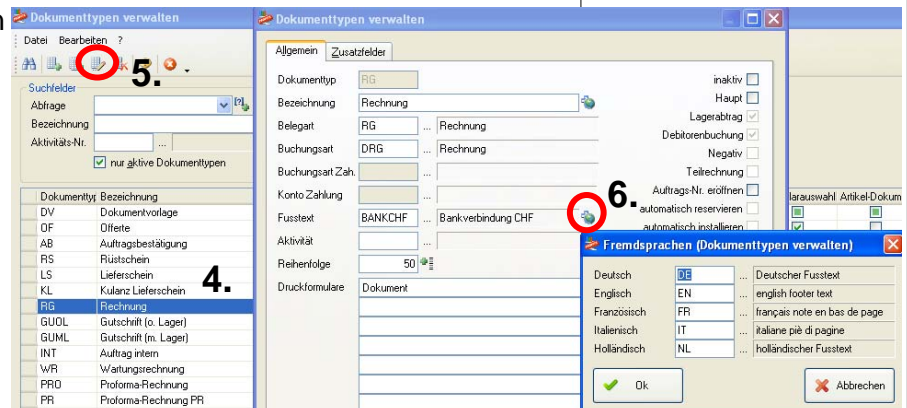 n
Dokumenttypen verwalten
Datei Bearbeiten ?
5.
Suchfelder
Abfrage
Bezeichnung
Aktivitäts-Nr. ...
nur aktive Dokumenttypen
Dokumenttyp Bezeichnung
DV Dokumentvorlage
OF Offerte
AB Auftragsbestätigung
RS Rüstschein
LS Lieferschein
KL Kulanz Lieferschein
4.
RG Rechnung
GUOL Gutschrift (o. Lager)
GUML Gutschrift (m. Lager)
INT Auftrag intern
WR Wartungsrechnung
PRO Proforma-Rechnung
PR Proforma-Rechnung PR
Dokumenttypen verwalten
Allgemein Zusatzfelder
Dokumenttyp RG
Bezeichnung Rechnung
Belegart RG ... Rechnung
Buchungsart DRG ... Rechnung
Buchungsart Zah. ...
Konto Zahlung ...
Fusstext BANKCHF ... Bankverbindung CHF
Aktivität ...
Reihenfolge 50
Druckformulare Dokument
inaktiv
Haupt
Lagerabtrag
Debitorenbuchung
Negativ
Teilrechnung
Auftrags-Nr. eröffnen
automatisch reservieren
automatisch installieren
6.
larauswahl Artikel-Dokum
Fremdsprachen (Dokumenttypen verwalten)
Deutsch DE ... Deutscher Fusstext
Englisch EN ... english footer text
Französisch FR ... français note en bas de page
Italienisch IT ... italiane piè di pagine
Holländisch NL ... holländischer Fusstext
Ok Abbrechen